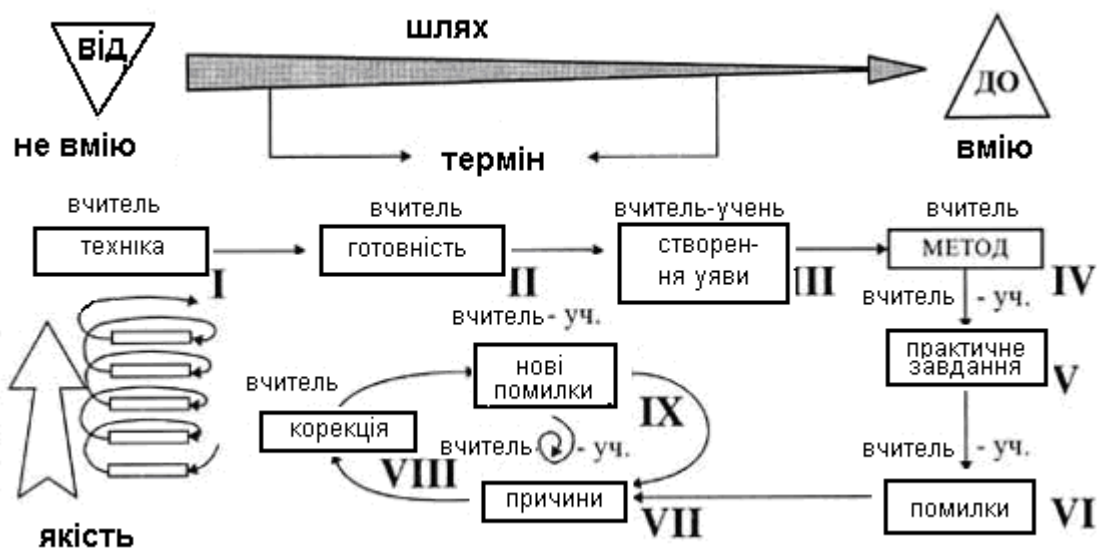 від
шлях
ДО
не вмію
термін
вмію
вчитель
техніка
I
вчитель
готовність
II
вчитель-учень
створен-
ня уяви
III
вчитель
МЕТОД
IV
вчитель - уч.
практичне
завдання
V
вчитель - уч.
помилки
VI
вчитель - уч.
причини
VII
вчитель
корекція
VIII
вчитель - уч.
нові
помилки
IX
якість